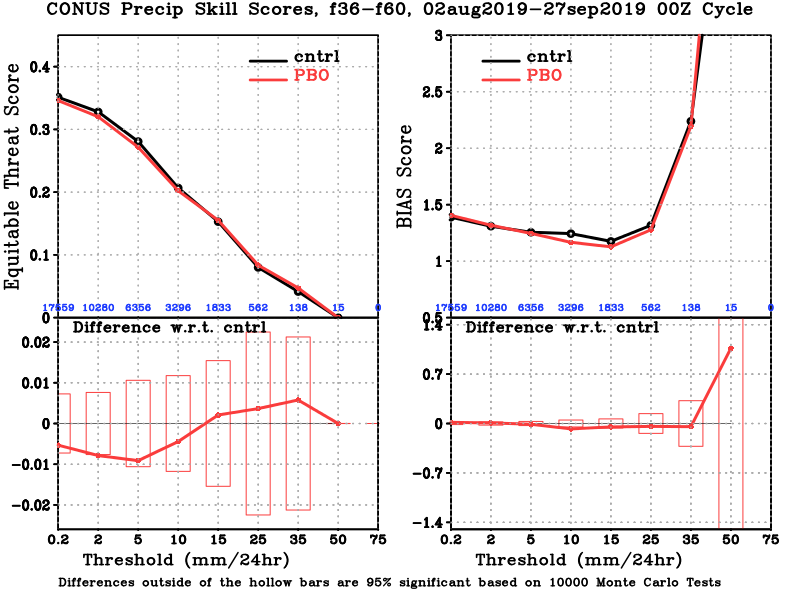 CONUS Precip Skill Scores, f36-f60, 02aug2019-27sep2019 00Z Cycle
Equitable Threat Score
0.4
0.3
0.2
0.1
0
cntrl
PBO
17559 10280 6356 3296 1833 562 138 15 0
Difference w.r.t. cntrl
0.02
0.01
0
-0.01
-0.02
0.2 2 5 10 15 25 35 50 75
Threshold (mm/24hr)
BIAS Score
3
2.5
2
1.5
1
0.5
cntrl
PBO
17559 10280 6356 3296 1833 562 138 15 0
Difference w.r.t. cntrl
1.4
0.7
0
-0.7
-1.4
0.2 2 5 10 15 25 35 50 75
Threshold (mm/24hr)
Differences outside of the hollow bars are 95% significant based on 10000 Monte Carlo Tests